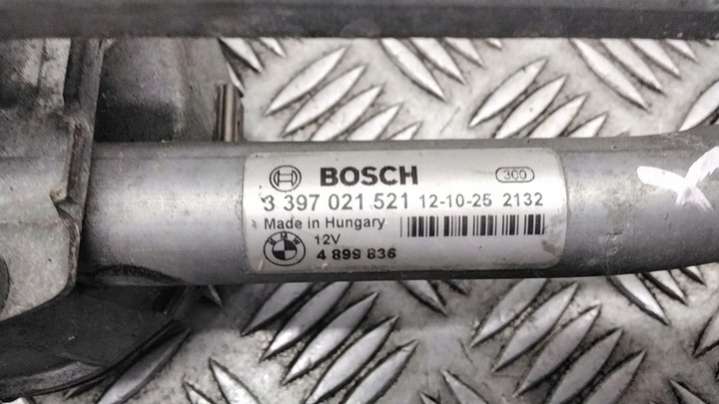 BOSCH 300
3 397 021 521 12-10-25 2132
Made in Hungary
12V
4 899 836